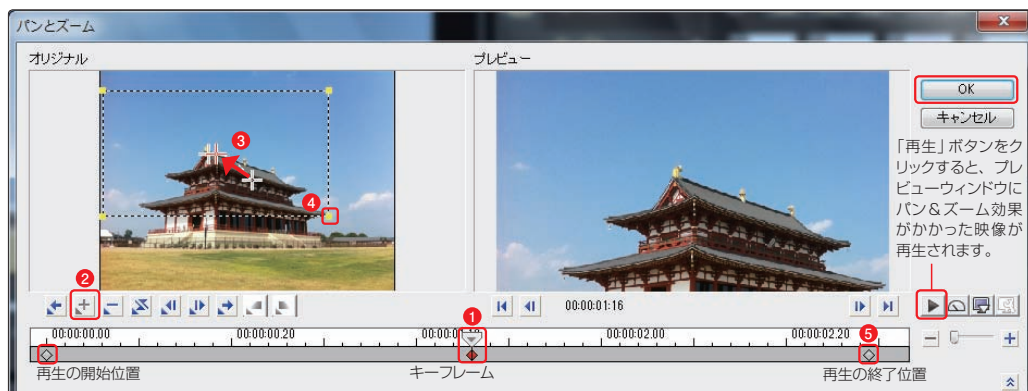 パンとズーム
オリジナル
プレビュー
OK
キャンセル
「再生」ボタンをク
リックすると、プレ
ビューウィンドウに
パン＆ズーム効果
がかかった映像が
再生されます。
3
4
2
00:00:01:16
1
5
00:00:00.00 00:00:00.20 00:00:02.00 00:00:02.20
再生の開始位置 キーフレーム 再生の終了位置